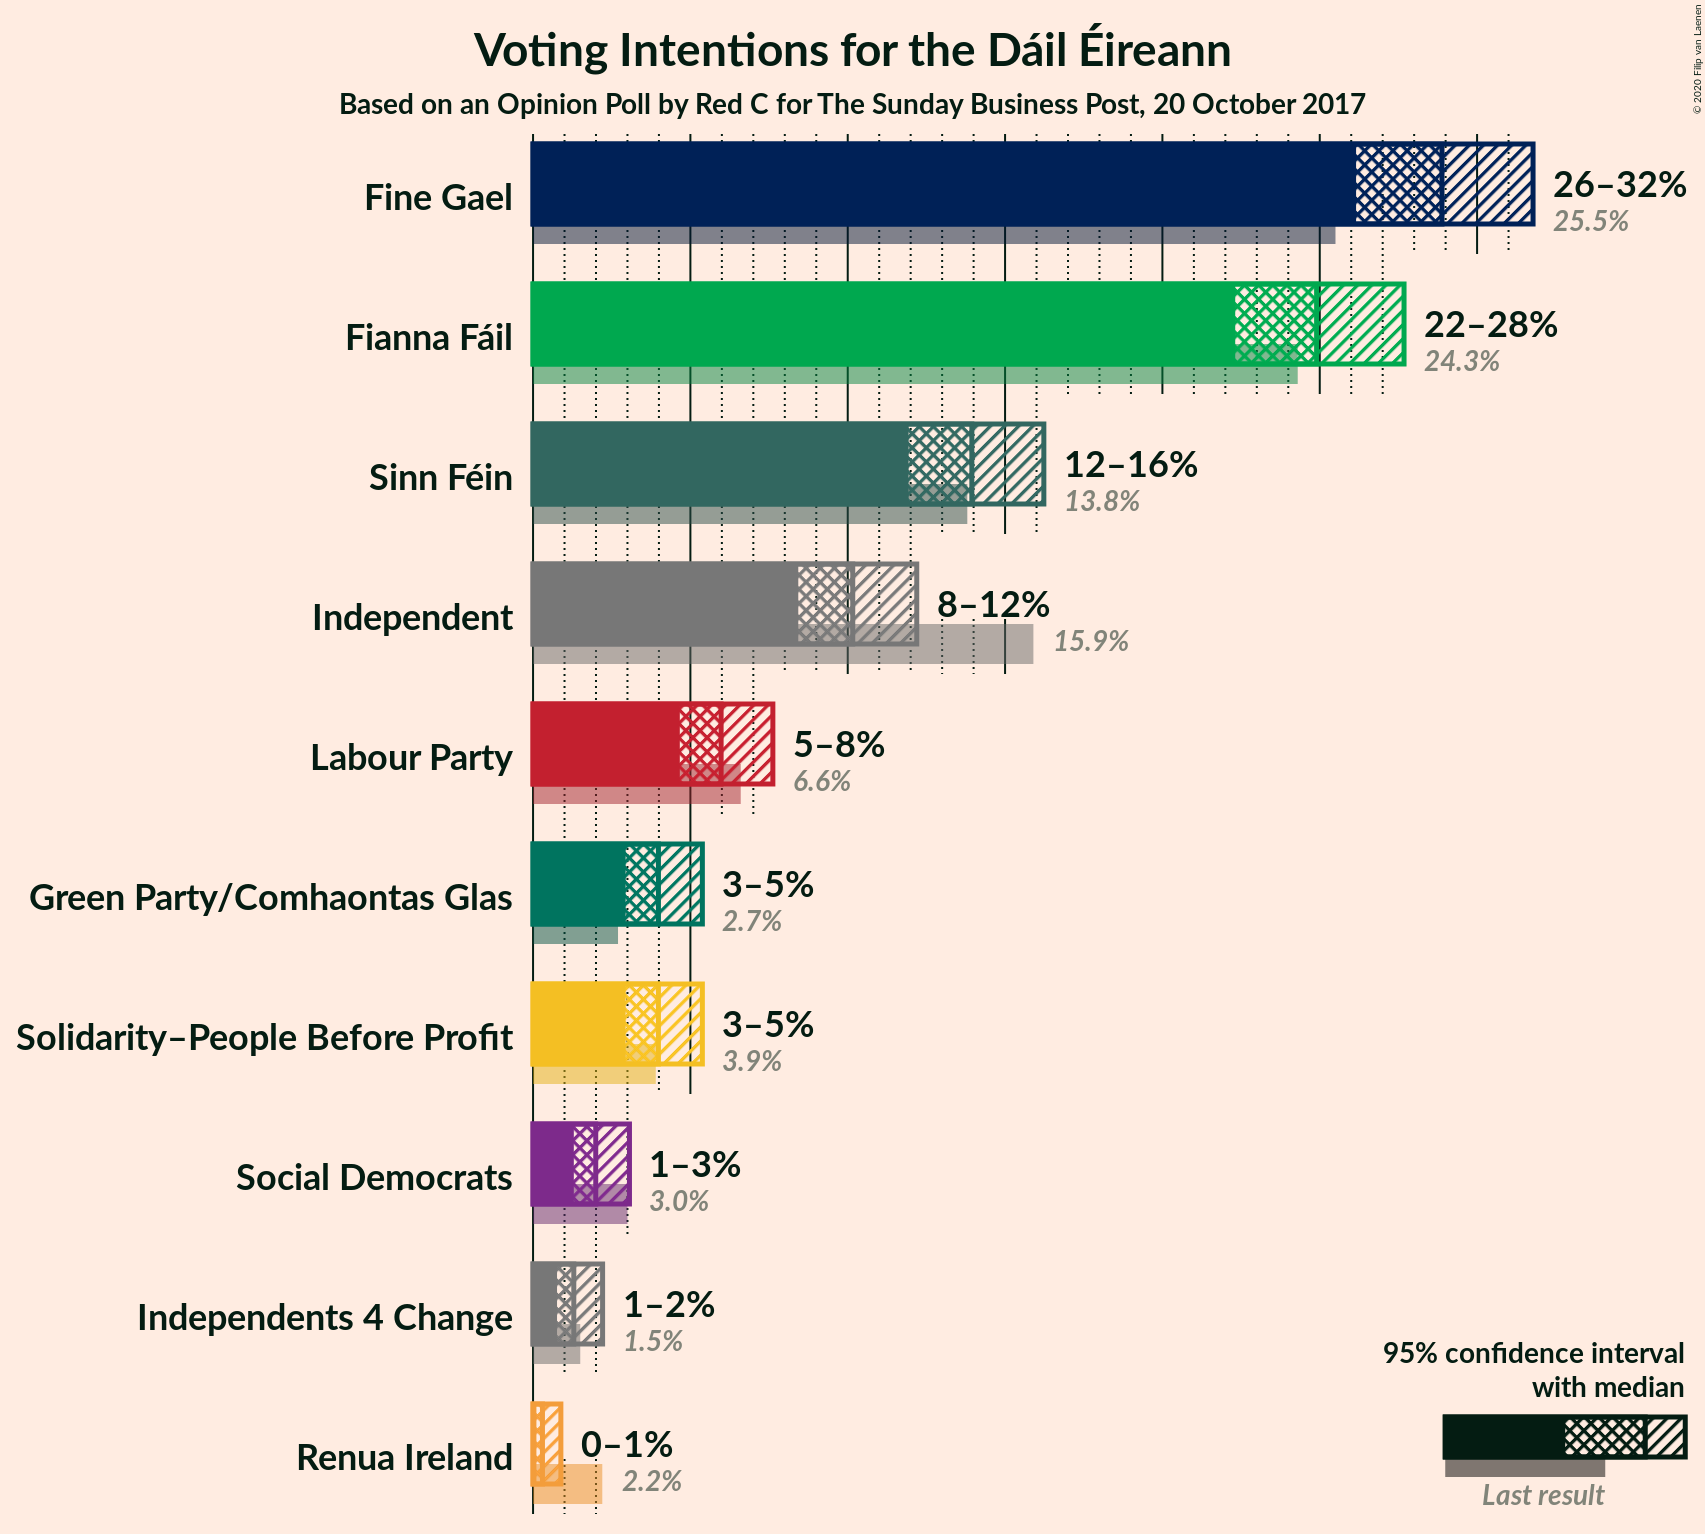 Voting Intentions for the Dáil Éireann
Based on an Opinion Poll by Red C for The Sunday Business Post, 20 October 2017
© 2020 Filip van Laenen
Fine Gael
26–32%
25.5%
Fianna Fáil
22–28%
24.3%
Sinn Féin
12–16%
13.8%
Independent
8–12%
15.9%
Labour Party
5–8%
6.6%
Green Party/Comhaontas Glas
3–5%
2.7%
Solidarity–People Before Profit
3–5%
3.9%
Social Democrats
1–3%
3.0%
Independents 4 Change
1–2%
1.5%
Renua Ireland
0–1%
2.2%
95% confidence interval
with median
Last result